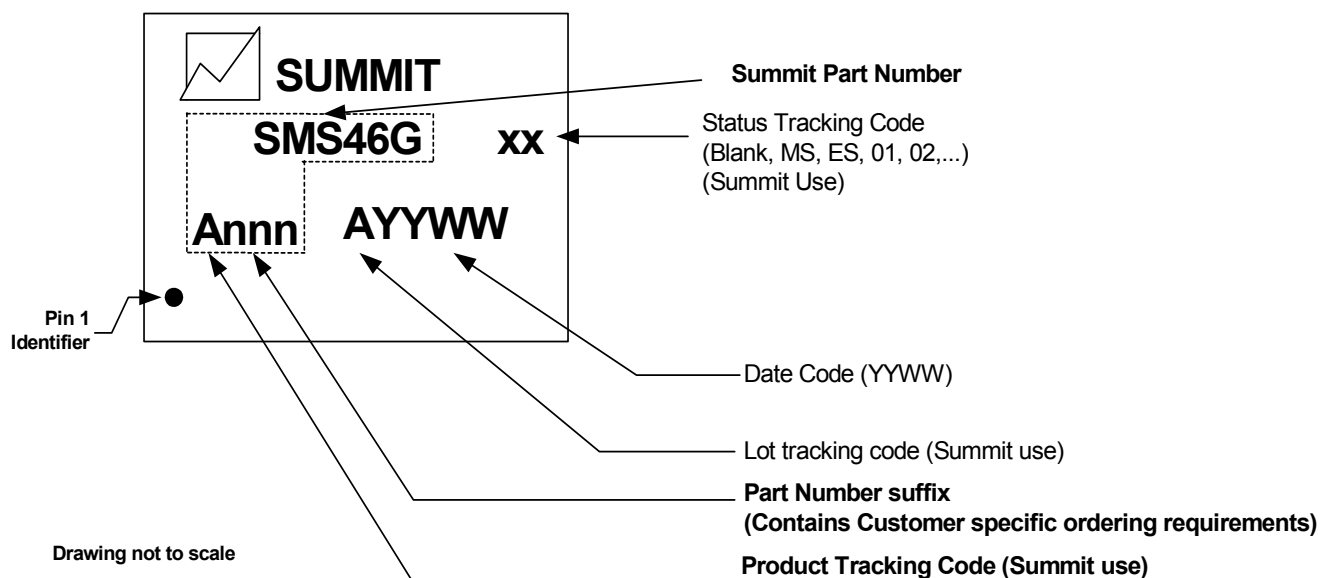 SUMMIT
Summit Part Number
SMS46G
xx
Status Tracking Code
(Blank, MS, ES, 01, 02,...)
(Summit Use)
Annn
AYYWW
Pin 1
Identifier
Date Code (YYWW)
Lot tracking code (Summit use)
Part Number suffix
(Contains Customer specific ordering requirements)
Drawing not to scale
Product Tracking Code (Summit use)